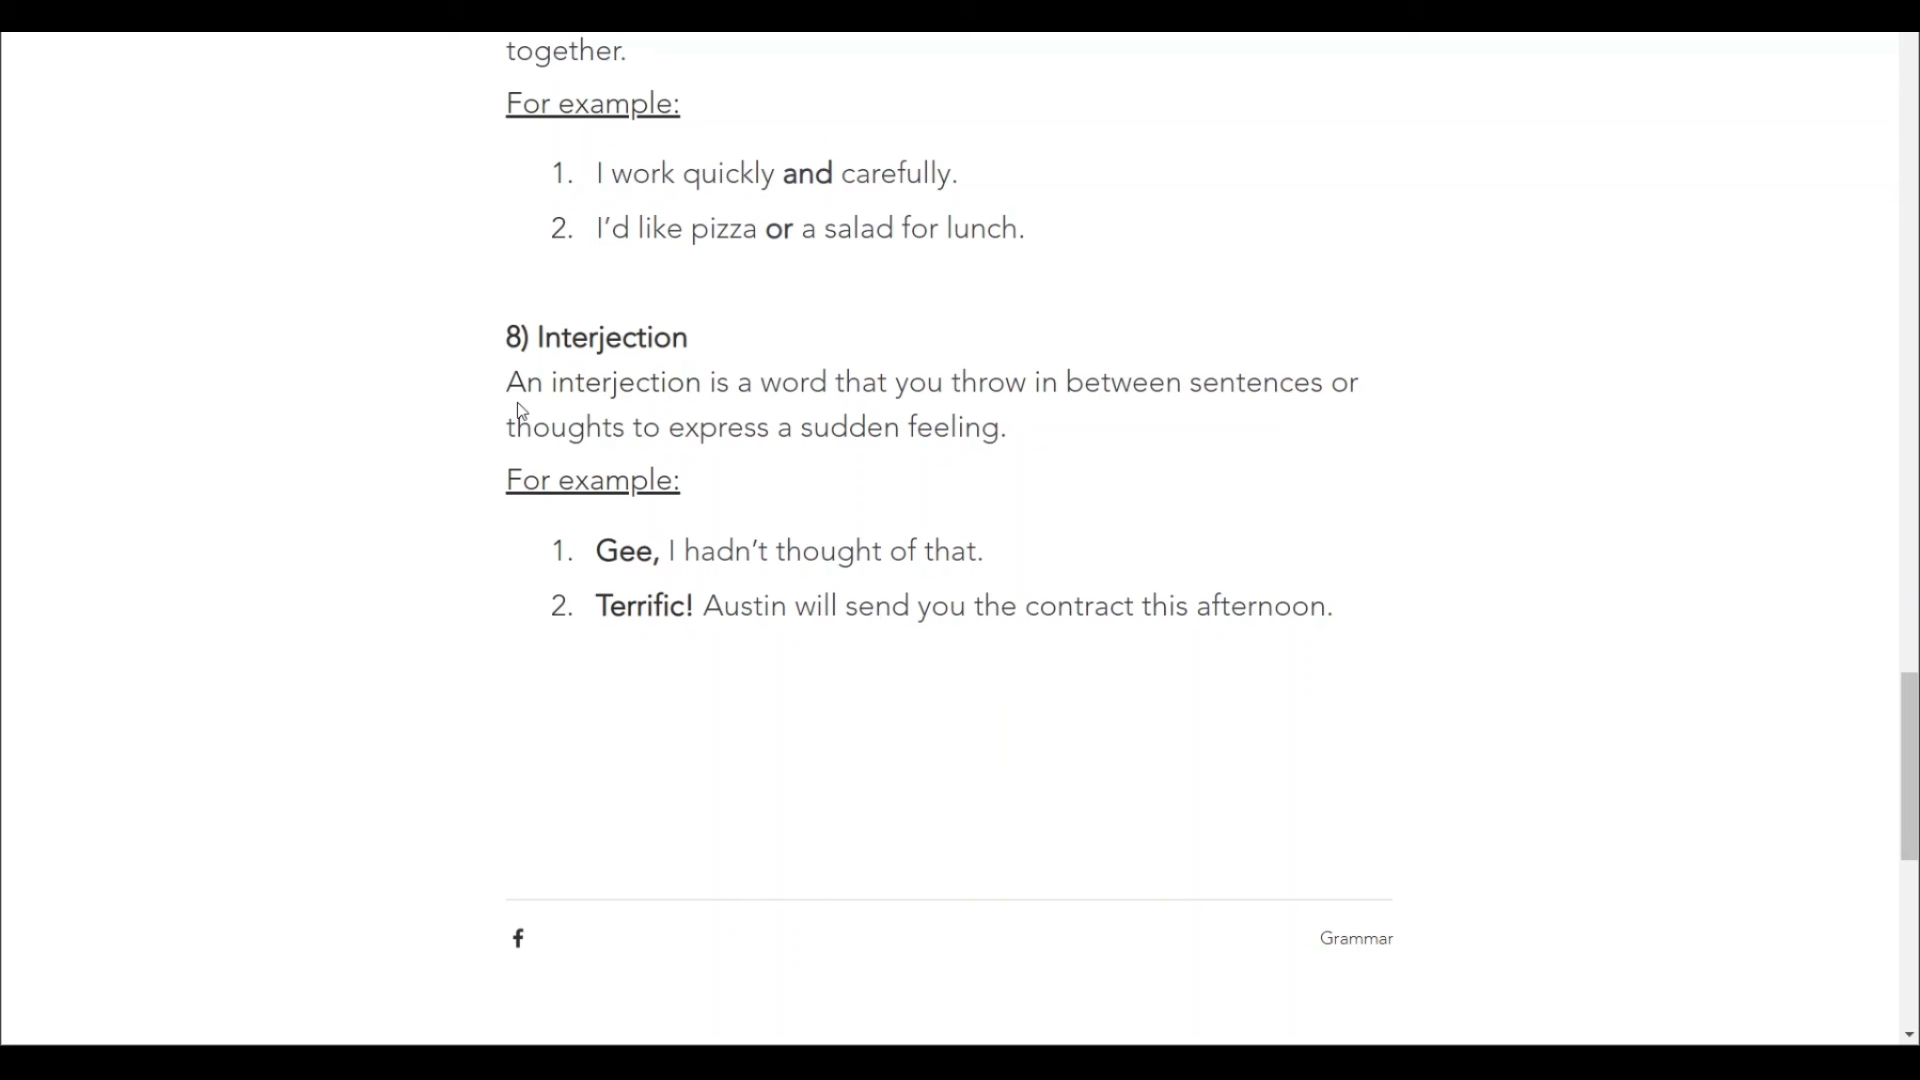 together.
For example:
1. I work quickly and carefully.
2. I’d like pizza or a salad for lunch.
8) Interjection
An interjection is a word that you throw in between sentences or
thoughts to express a sudden feeling.
For example:
1. Gee, I hadn’t thought of that.
2. Terrific! Austin will send you the contract this afternoon.
Grammar